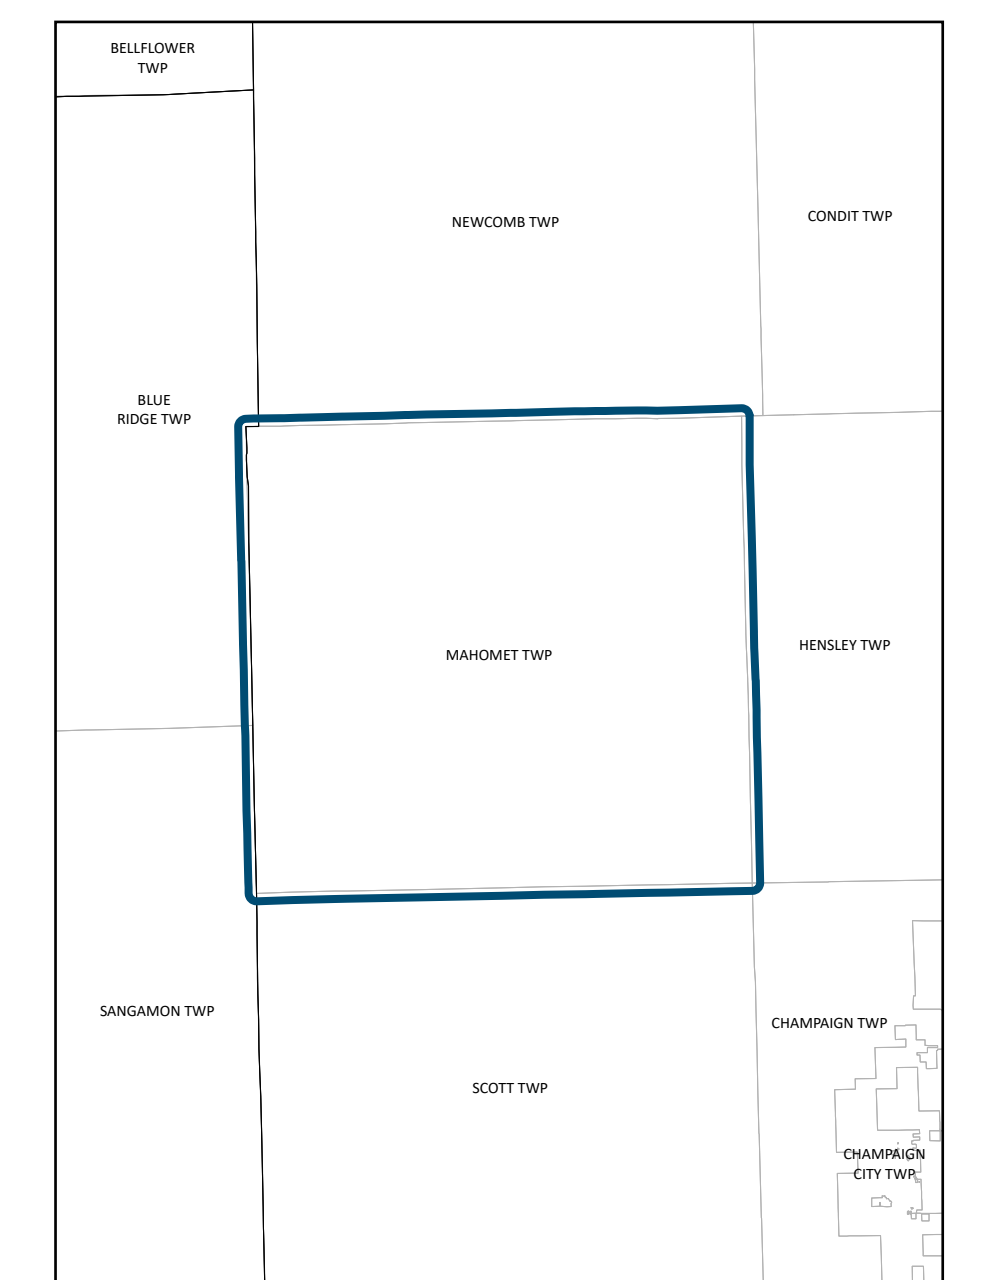 BELLFLOWER
TWP
NEWCOMB TWP
CONDIT TWP
BLUE
RIDGE TWP
MAHOMET TWP
HENSLEY TWP
SANGAMON TWP
CHAMPAIGN TWP
SCOTT TWP
CHAMPAIGN
CITY TWP